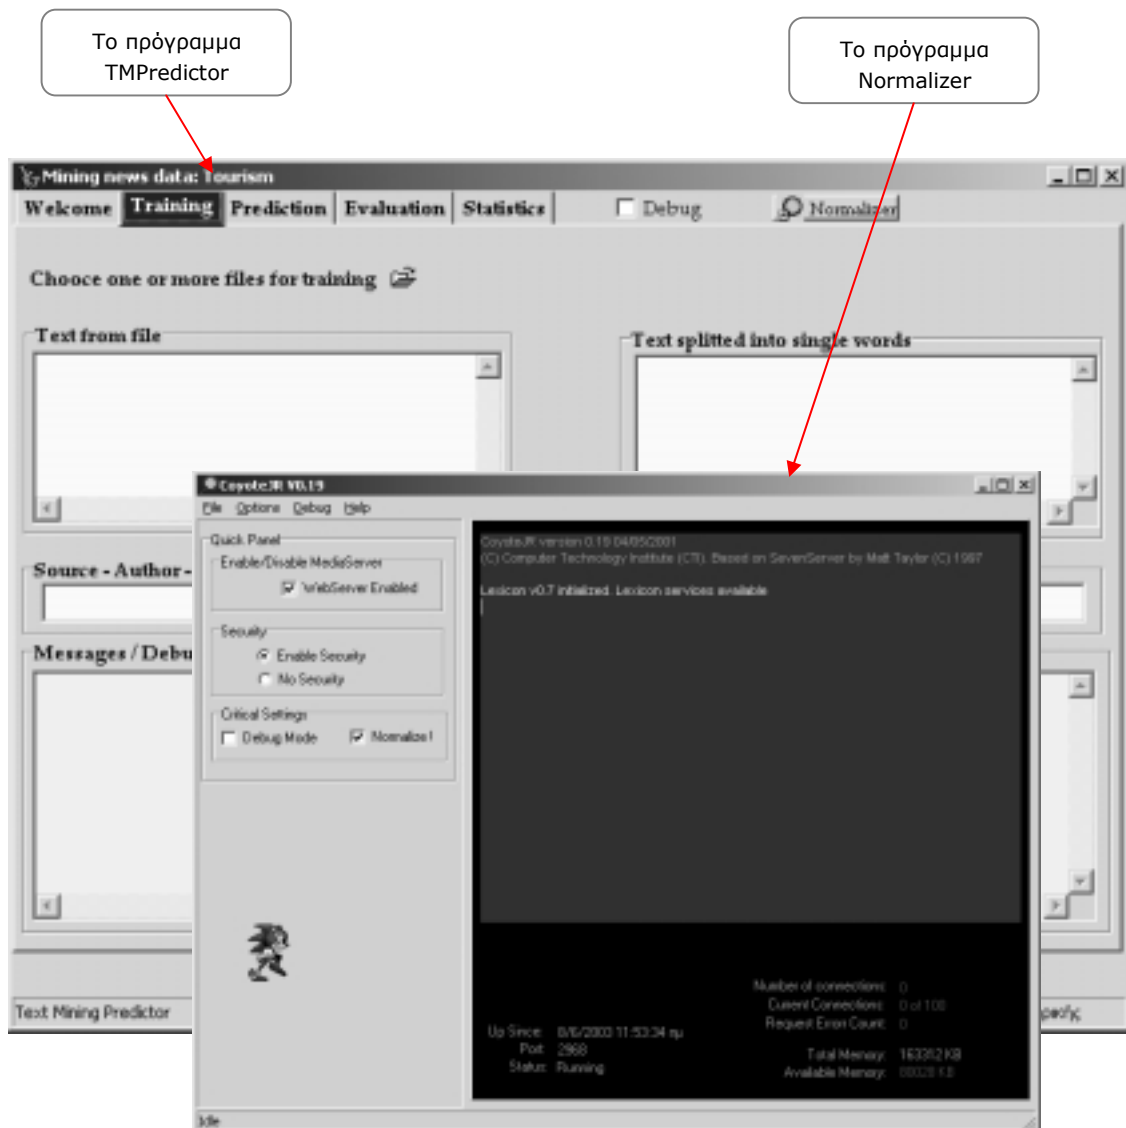 Το πρόγραμμα
TMPredictor
Το πρόγραμμα
Normalizer
Mining news data: Tourism
Welcome Training Prediction Evaluation Statistics Debug Normalizer
Chooce one or more files for training
Text from file
Text splitted into single words
Source - Author -
Messages / Debu
Text Mining Predictor
CoyoteJR V0.19
File Options Debug Help
Quick Panel
Enable/Disable MediaServer
WebServer Enabled
Security
Enable Security
No Security
Critical Settings
Debug Mode Normalize !
CoyoteJR version 0.19 04/05/2001
(C) Computer Technology Institute (CTI). Based on SevenServer by Matt Taylor (C) 1997
Lexicon v0.7 initialized. Lexicon services available
Number of connections: 0
Current Connections: 0 of 100
Request Error Count: 0
Up Since: 8/6/2003 11:53:34 πμ
Port: 2968
Status: Running
Total Memory: 163312 KB
Available Memory:
Idle